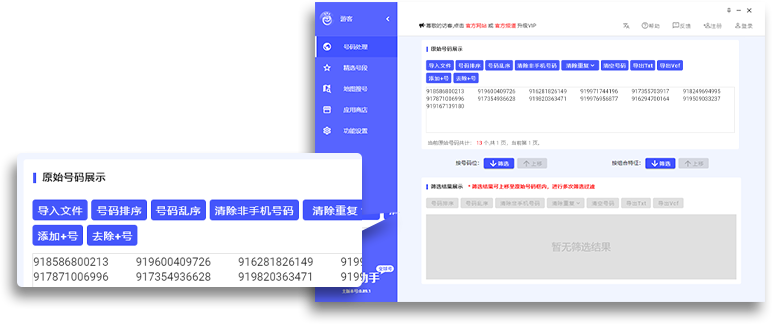 游客
尊敬的访客,点击 官方网站 或 官方频道 升级VIP
帮助
反馈
注册
登录
号码处理
精选号段
地图搜号
应用商店
功能设置
原始号码展示
导入文件 号码排序 号码乱序 清除非手机号码 清除重复 清空号码 导出Txt 导出Vcf
添加+号 去除+号
918586800213 919600409726 916281826149 919971744196 917353703917 918249694995
917871006996 917354936628 919820363471 919976956877 916294700164 919509033237
919167139180
当前原始号码共计: 13 个/共 1 页, 当前第 1 页。
按号码位: 筛选 上移
按组点特征: 筛选 上移
筛选结果展示 * 筛选结果可上移至原始号码框内,进行多次筛选过滤
号码排序 号码乱序 清除非手机号码 清除重复 清空号码 导出Txt 导出Vcf
暂无筛选结果
原始号码展示
导入文件 号码排序 号码乱序 清除非手机号码 清除重复
添加+号 去除+号
918586800213 919600409726 916281826149 9199
917871006996 917354936628 919820363471 9199
助手